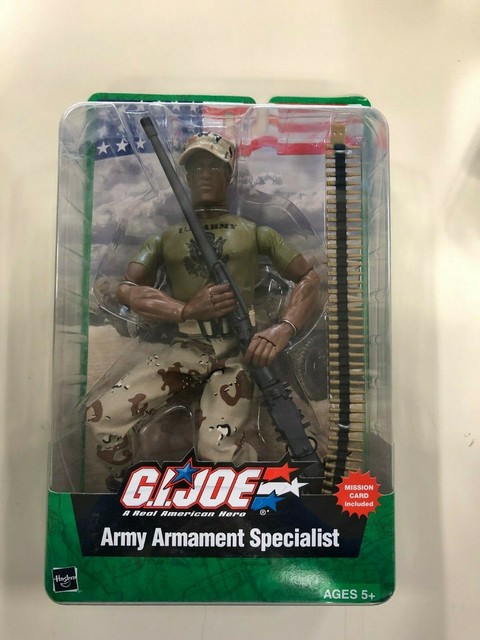 U.S. ARMY
G.I. JOE
A Real American Hero
®
MISSION
CARD
included
Army Armament Specialist
Hasbro
AGES 5+